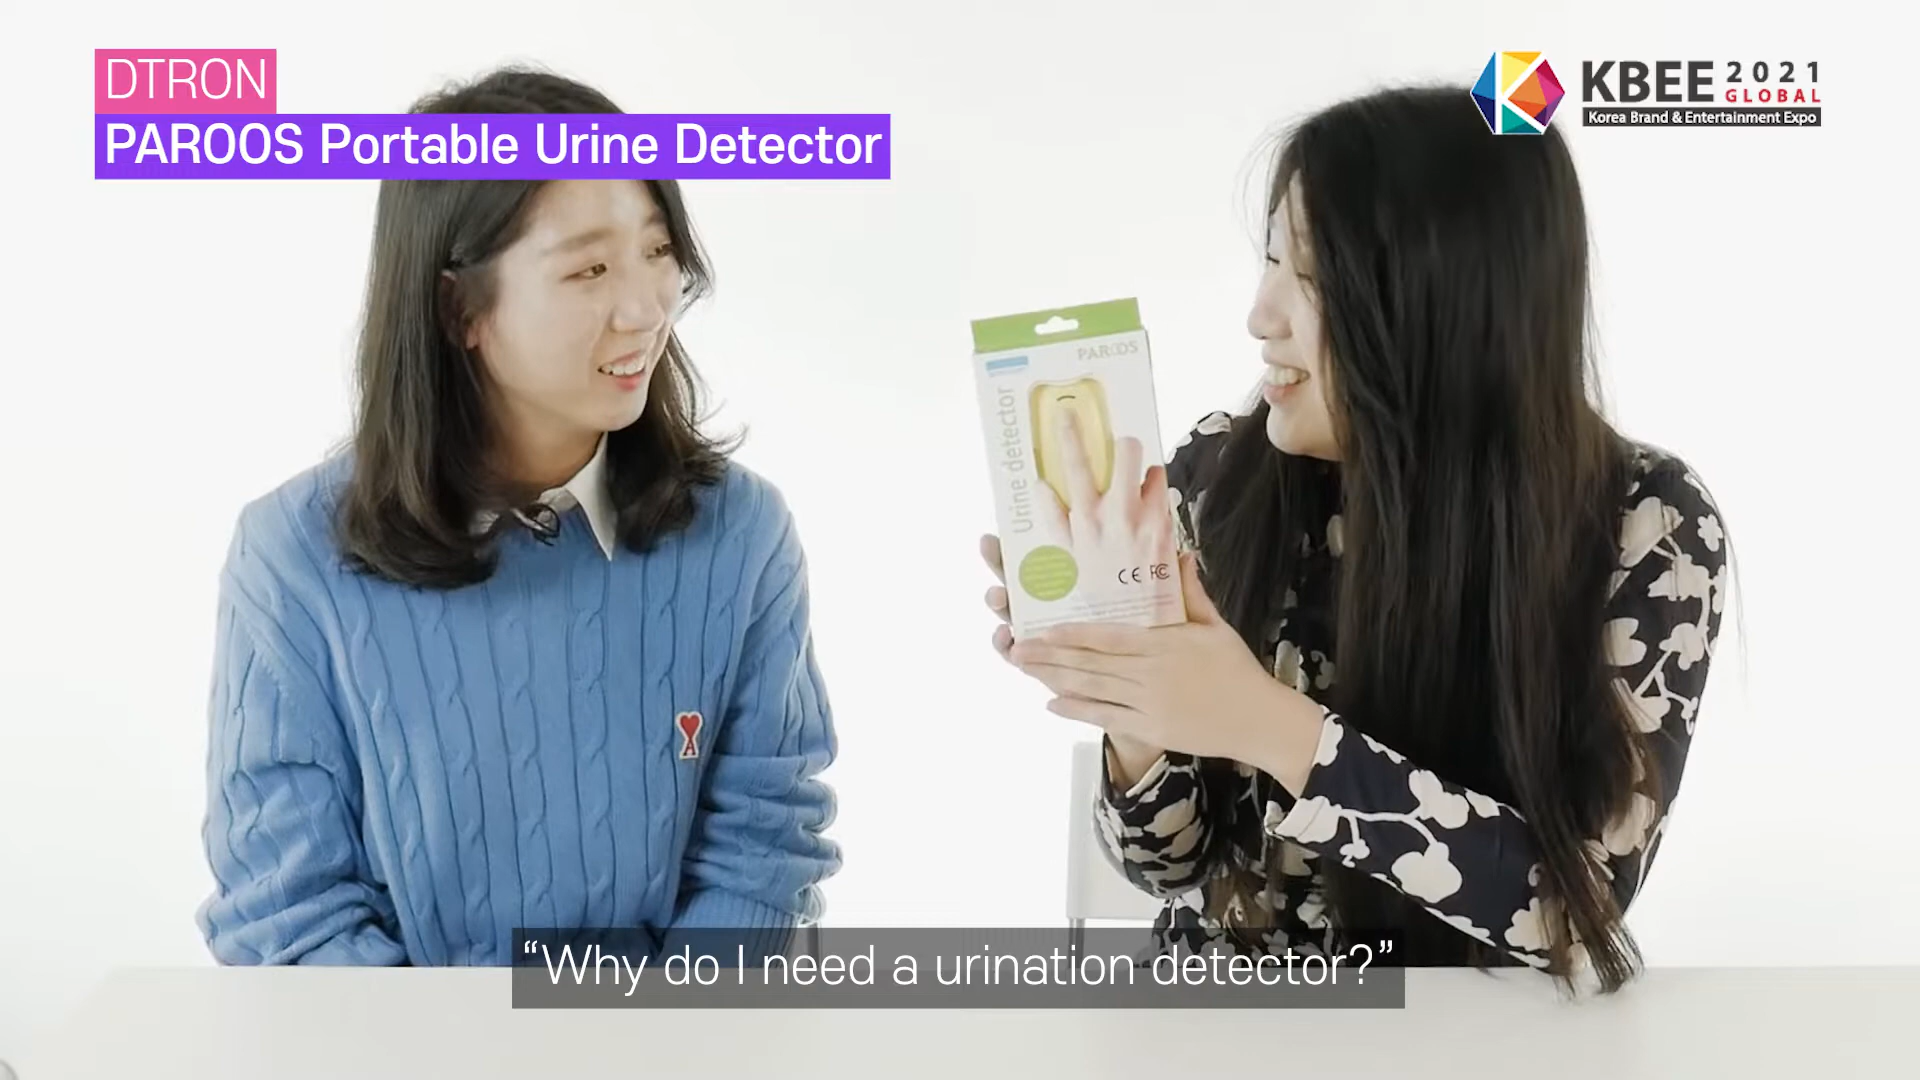 DTRON
PAROOS Portable Urine Detector
KBEE 2021
GLOBAL
Korea Brand & Entertainment Expo
PAROOS
Urine detector
CE FC
“Why do I need a urination detector?”